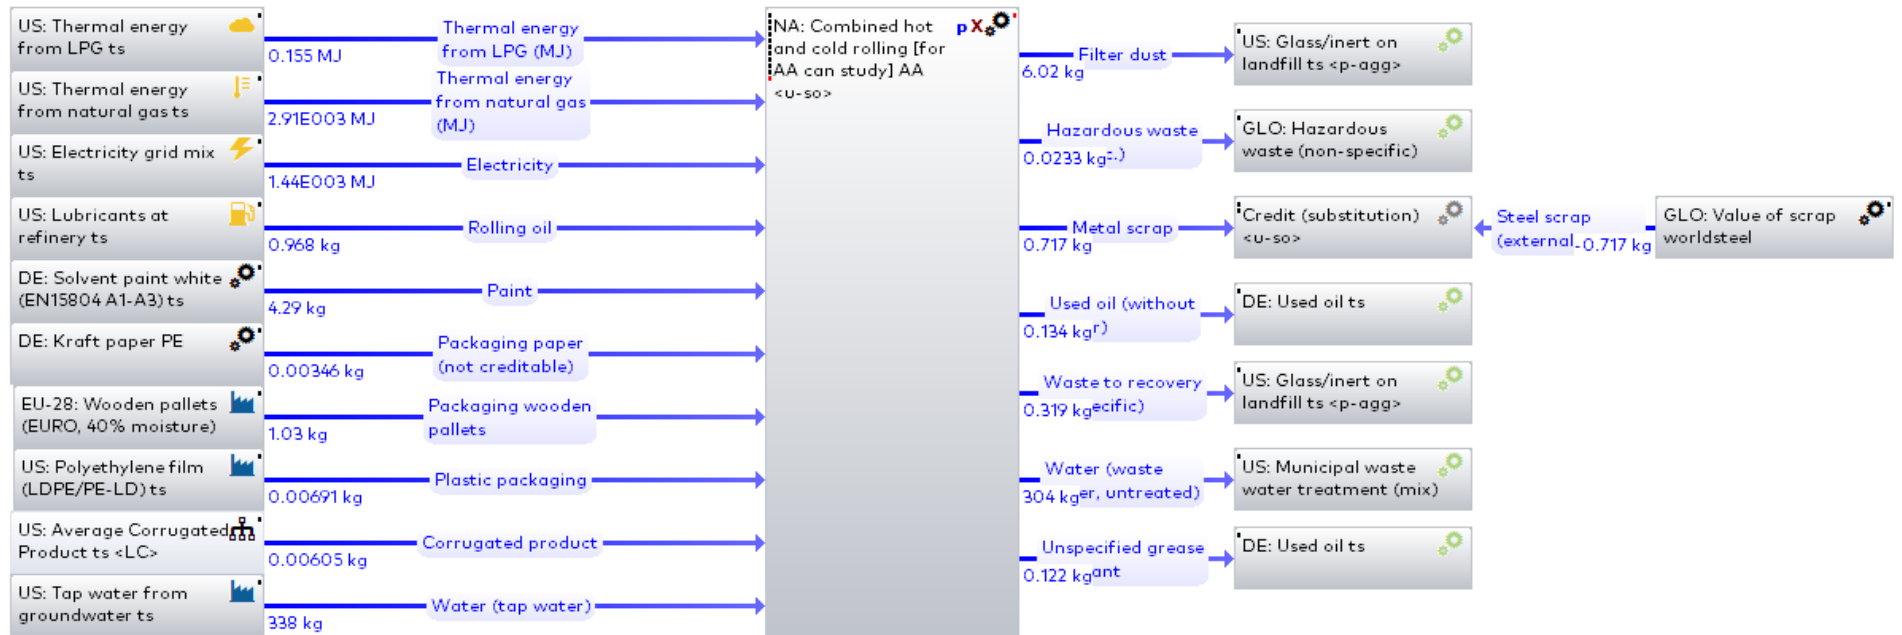 US: Thermal energy
from LPG ts
0.155 MJ
Thermal energy
from LPG (MJ)
US: Thermal energy
from natural gas ts
2.91E003 MJ
Thermal energy
from natural gas
(MJ)
US: Electricity grid mix
ts
1.44E003 MJ
Electricity
US: Lubricants at
refinery ts
0.968 kg
Rolling oil
DE: Solvent paint white
(EN15804 A1-A3) ts
4.29 kg
Paint
DE: Kraft paper PE
0.00346 kg
Packaging paper
(not creditable)
EU-28: Wooden pallets
(EURO, 40% moisture)
1.03 kg
Packaging wooden
pallets
US: Polyethylene film
(LDPE/PE-LD) ts
0.00691 kg
Plastic packaging
US: Average Corrugated
Product ts <LC>
0.00605 kg
Corrugated product
US: Tap water from
groundwater ts
338 kg
Water (tap water)
NA: Combined hot
and cold rolling [for
AA can study] AA
<u-so>
p X
Filter dust
6.02 kg
US: Glass/inert on
landfill ts <p-agg>
Hazardous waste
0.0233 kg .)
GLO: Hazardous
waste (non-specific)
Metal scrap
0.717 kg
Credit (substitution)
<u-so>
Steel scrap
(external -0.717 kg
GLO: Value of scrap
worldsteel
Used oil (without
0.134 kg r)
DE: Used oil ts
Waste to recovery
0.319 kg ecific)
US: Glass/inert on
landfill ts <p-agg>
Water (waste
304 kg er, untreated)
US: Municipal waste
water treatment (mix)
Unspecified grease
0.122 kg ant
DE: Used oil ts